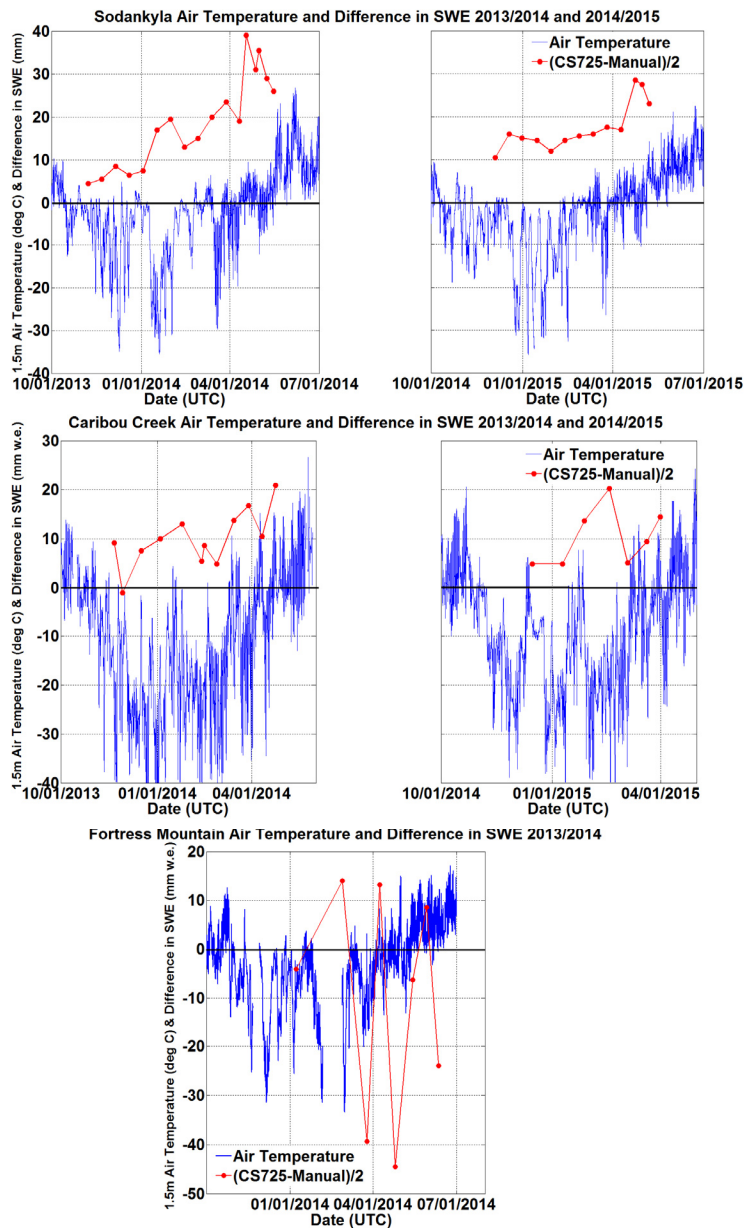 Sodankyla Air Temperature and Difference in SWE 2013/2014 and 2014/2015
1.5m Air Temperature (deg C) & Difference in SWE (mm)
40
30
20
10
0
-10
-20
-30
-40
10/01/2013 01/01/2014 04/01/2014 07/01/2014
Date (UTC)
Air Temperature
(CS725-Manual)/2
10/01/2014 01/01/2015 04/01/2015 07/01/2015
Date (UTC)
Caribou Creek Air Temperature and Difference in SWE 2013/2014 and 2014/2015
1.5m Air Temperature (deg C) & Difference in SWE (mm w.e.)
30
20
10
0
-10
-20
-30
-40
10/01/2013 01/01/2014 04/01/2014
Date (UTC)
Air Temperature
(CS725-Manual)/2
10/01/2014 01/01/2015 04/01/2015
Date (UTC)
Fortress Mountain Air Temperature and Difference in SWE 2013/2014
1.5m Air Temperature (deg C) & Difference in SWE (mm w.e.)
20
10
0
-10
-20
-30
-40
-50
Air Temperature
(CS725-Manual)/2
01/01/2014 04/01/2014 07/01/2014
Date (UTC)